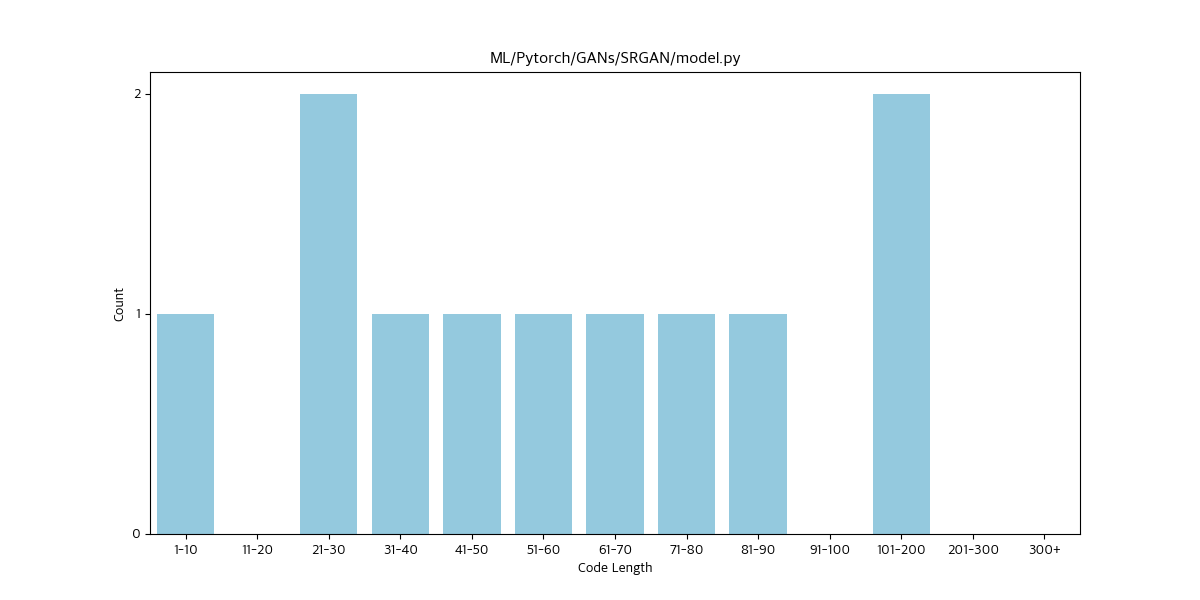 ML/Pytorch/GANs/SRGAN/model.py
2
1
0
Count
1-10 11-20 21-30 31-40 41-50 51-60 61-70 71-80 81-90 91-100 101-200 201-300 300+
Code Length